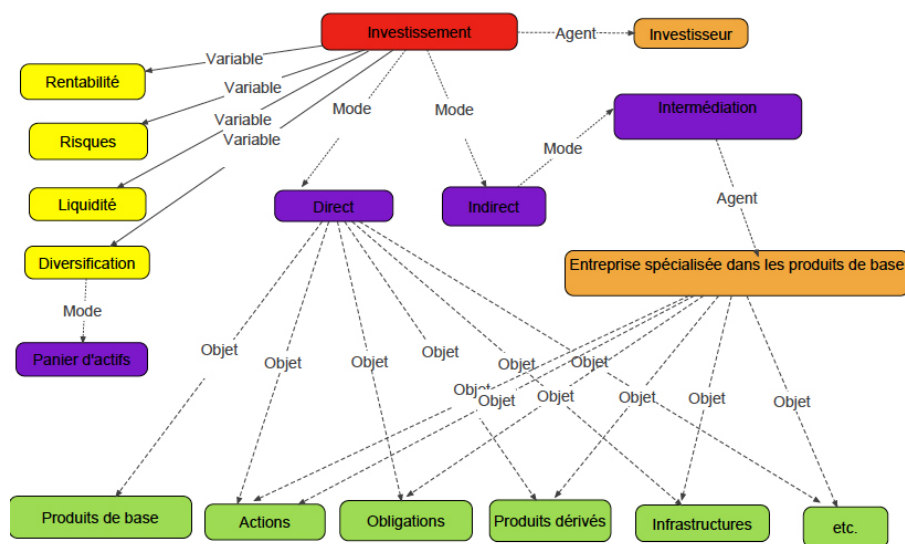 Investissement
Agent
Investisseur
Variable
Rentabilité
Variable
Intermédiation
Mode
Mode
Variable
Risques
Variable
Mode
Liquidité
Direct
Indirect
Agent
Diversification
Entreprise spécialisée dans les produits de base
Mode
Panier d'actifs
Objet
Objet
Objet
Objet
Objet
Objet
Objet
Objet
Objet
Objet
Objet
Objet
Produits de base
Actions
Obligations
Produits dérivés
Infrastructures
etc.